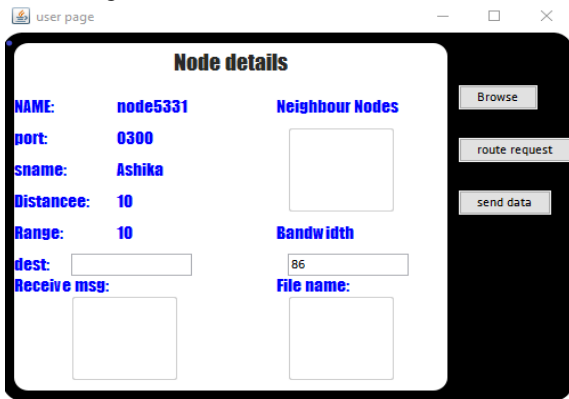 user page
Node details
NAME: node5331 Neighbour Nodes
Browse
port: 0300
route request
sname: Ashika
Distancee: 10
send data
Range: 10 Bandwidth
dest: 86
Receive msg: File name: